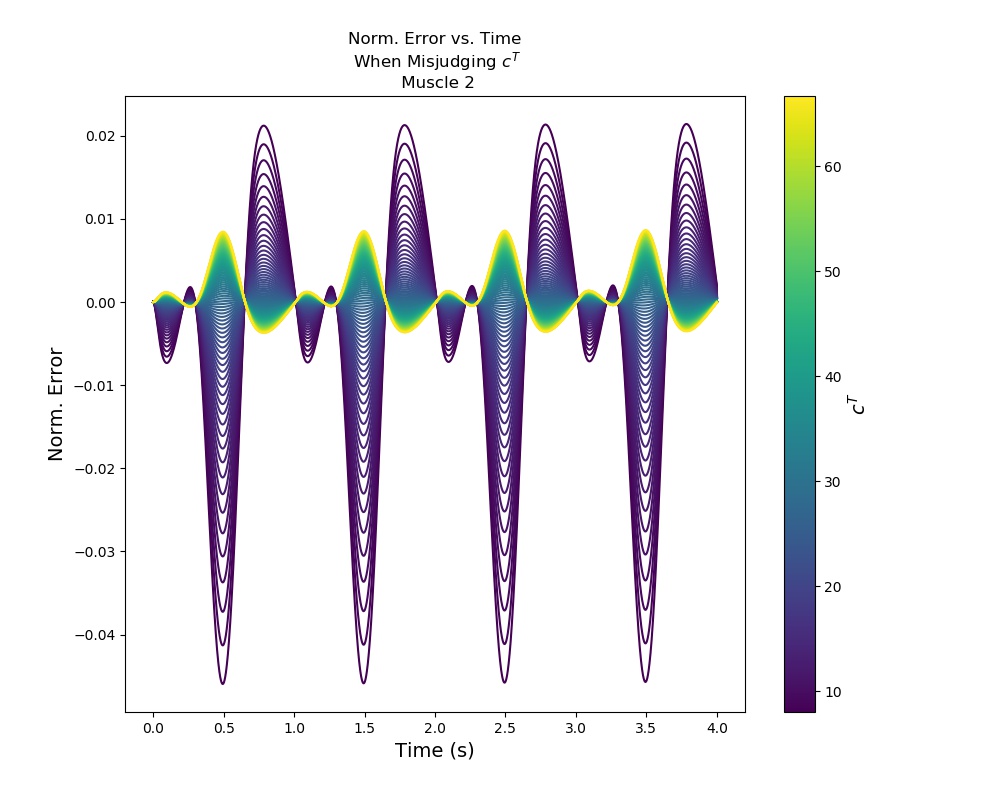 Norm. Error vs. Time
When Misjudging c^T
Muscle 2
Norm. Error
0.02
0.01
0.00
−0.01
−0.02
−0.03
−0.04
0.0 0.5 1.0 1.5 2.0 2.5 3.0 3.5 4.0
Time (s)
60
50
40
30
20
10
c^T